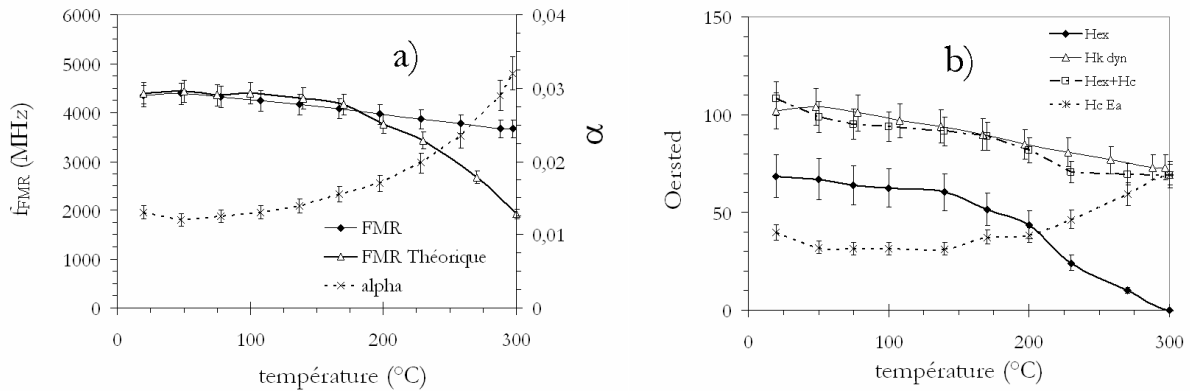 6000
5000
4000
3000
2000
1000
0
f_FMR (MHz)
0,04
0,03
0,02
0,01
0
α
a)
FMR
FMR Théorique
alpha
0
100
200
300
température (°C)
150
100
50
0
Oersted
b)
Hex
Hk dyn
Hex+Hc
Hc Ea
0
100
200
300
température (°C)